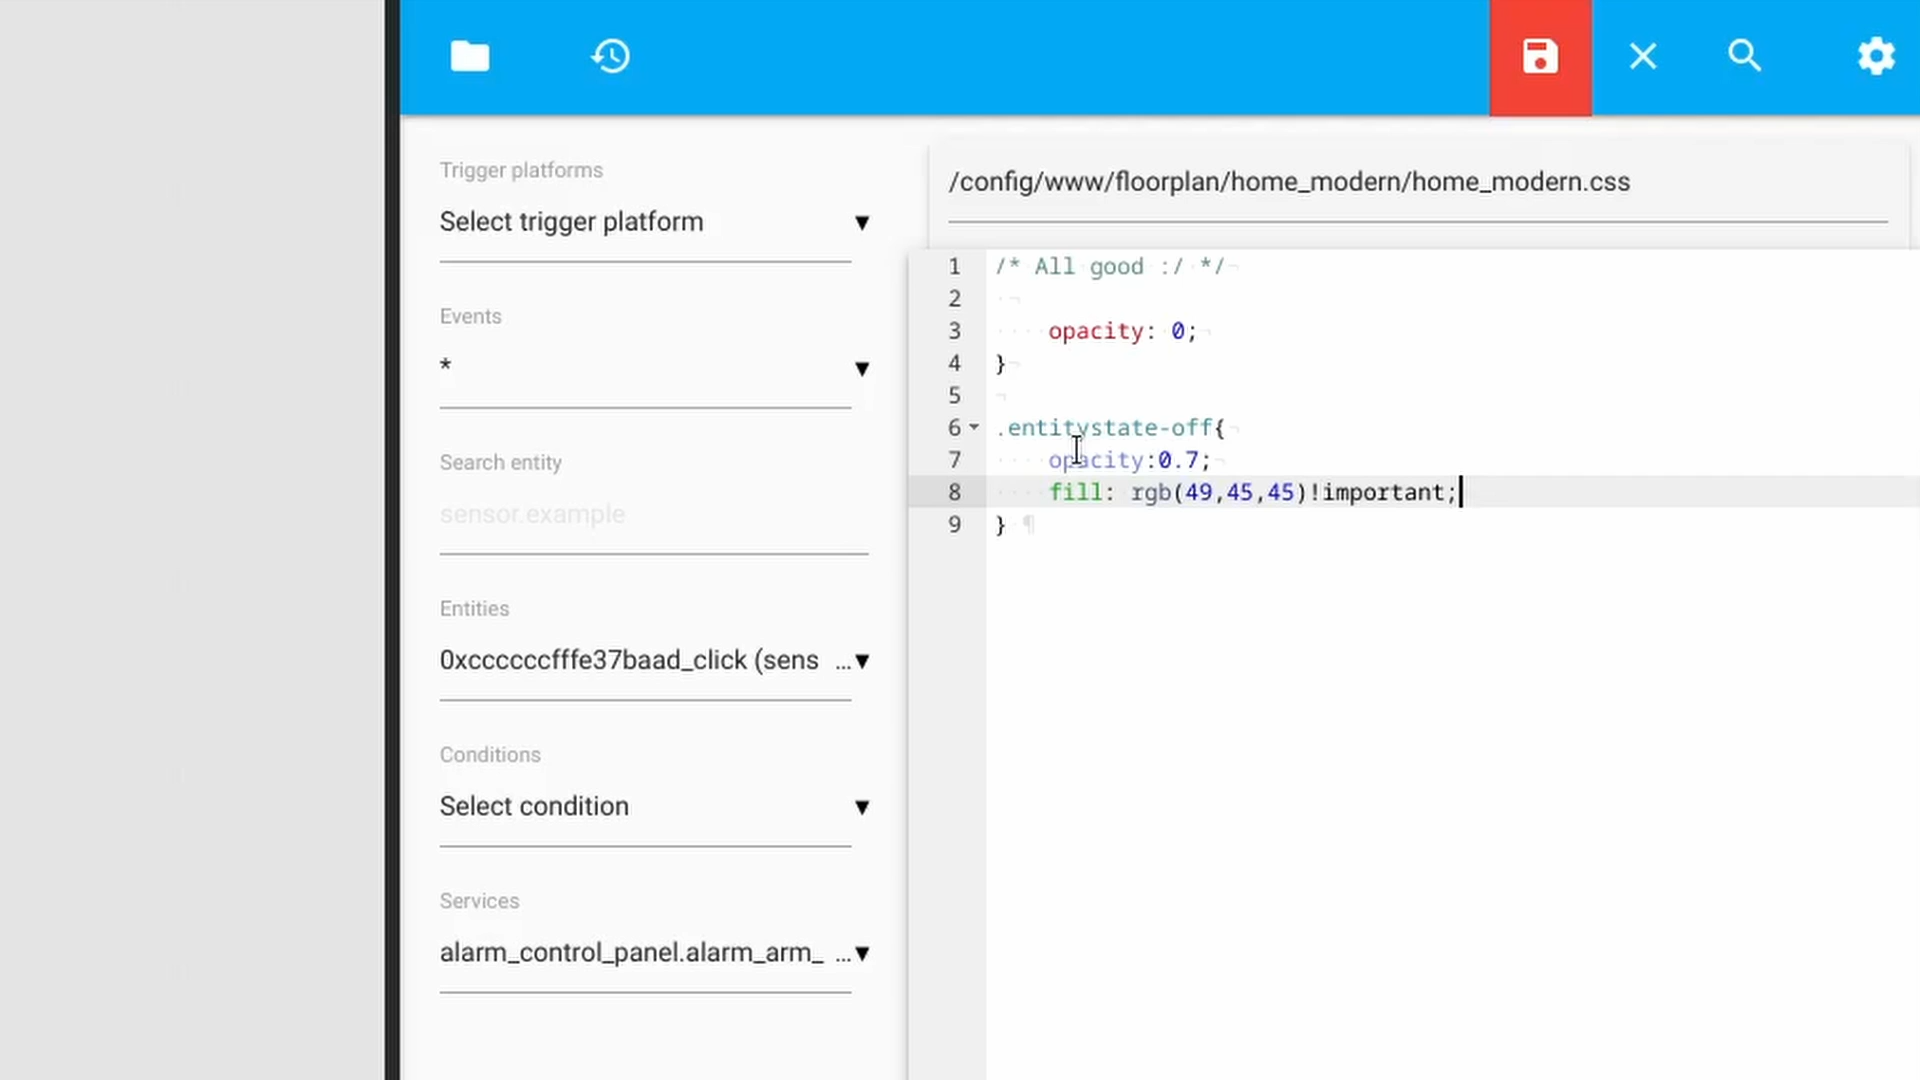 Trigger platforms
Select trigger platform
Events
*
Search entity
sensor.example
Entities
0xccccccfffe37baad_click (sens ...
Conditions
Select condition
Services
alarm_control_panel.alarm_arm_ ...
/config/www/floorplan/home_modern/home_modern.css
1 /* All good :/ */
2
3 opacity: 0;
4 }
5
6 .entitystate-off{
7 opacity:0.7;
8 fill: rgb(49,45,45)!important;
9 }